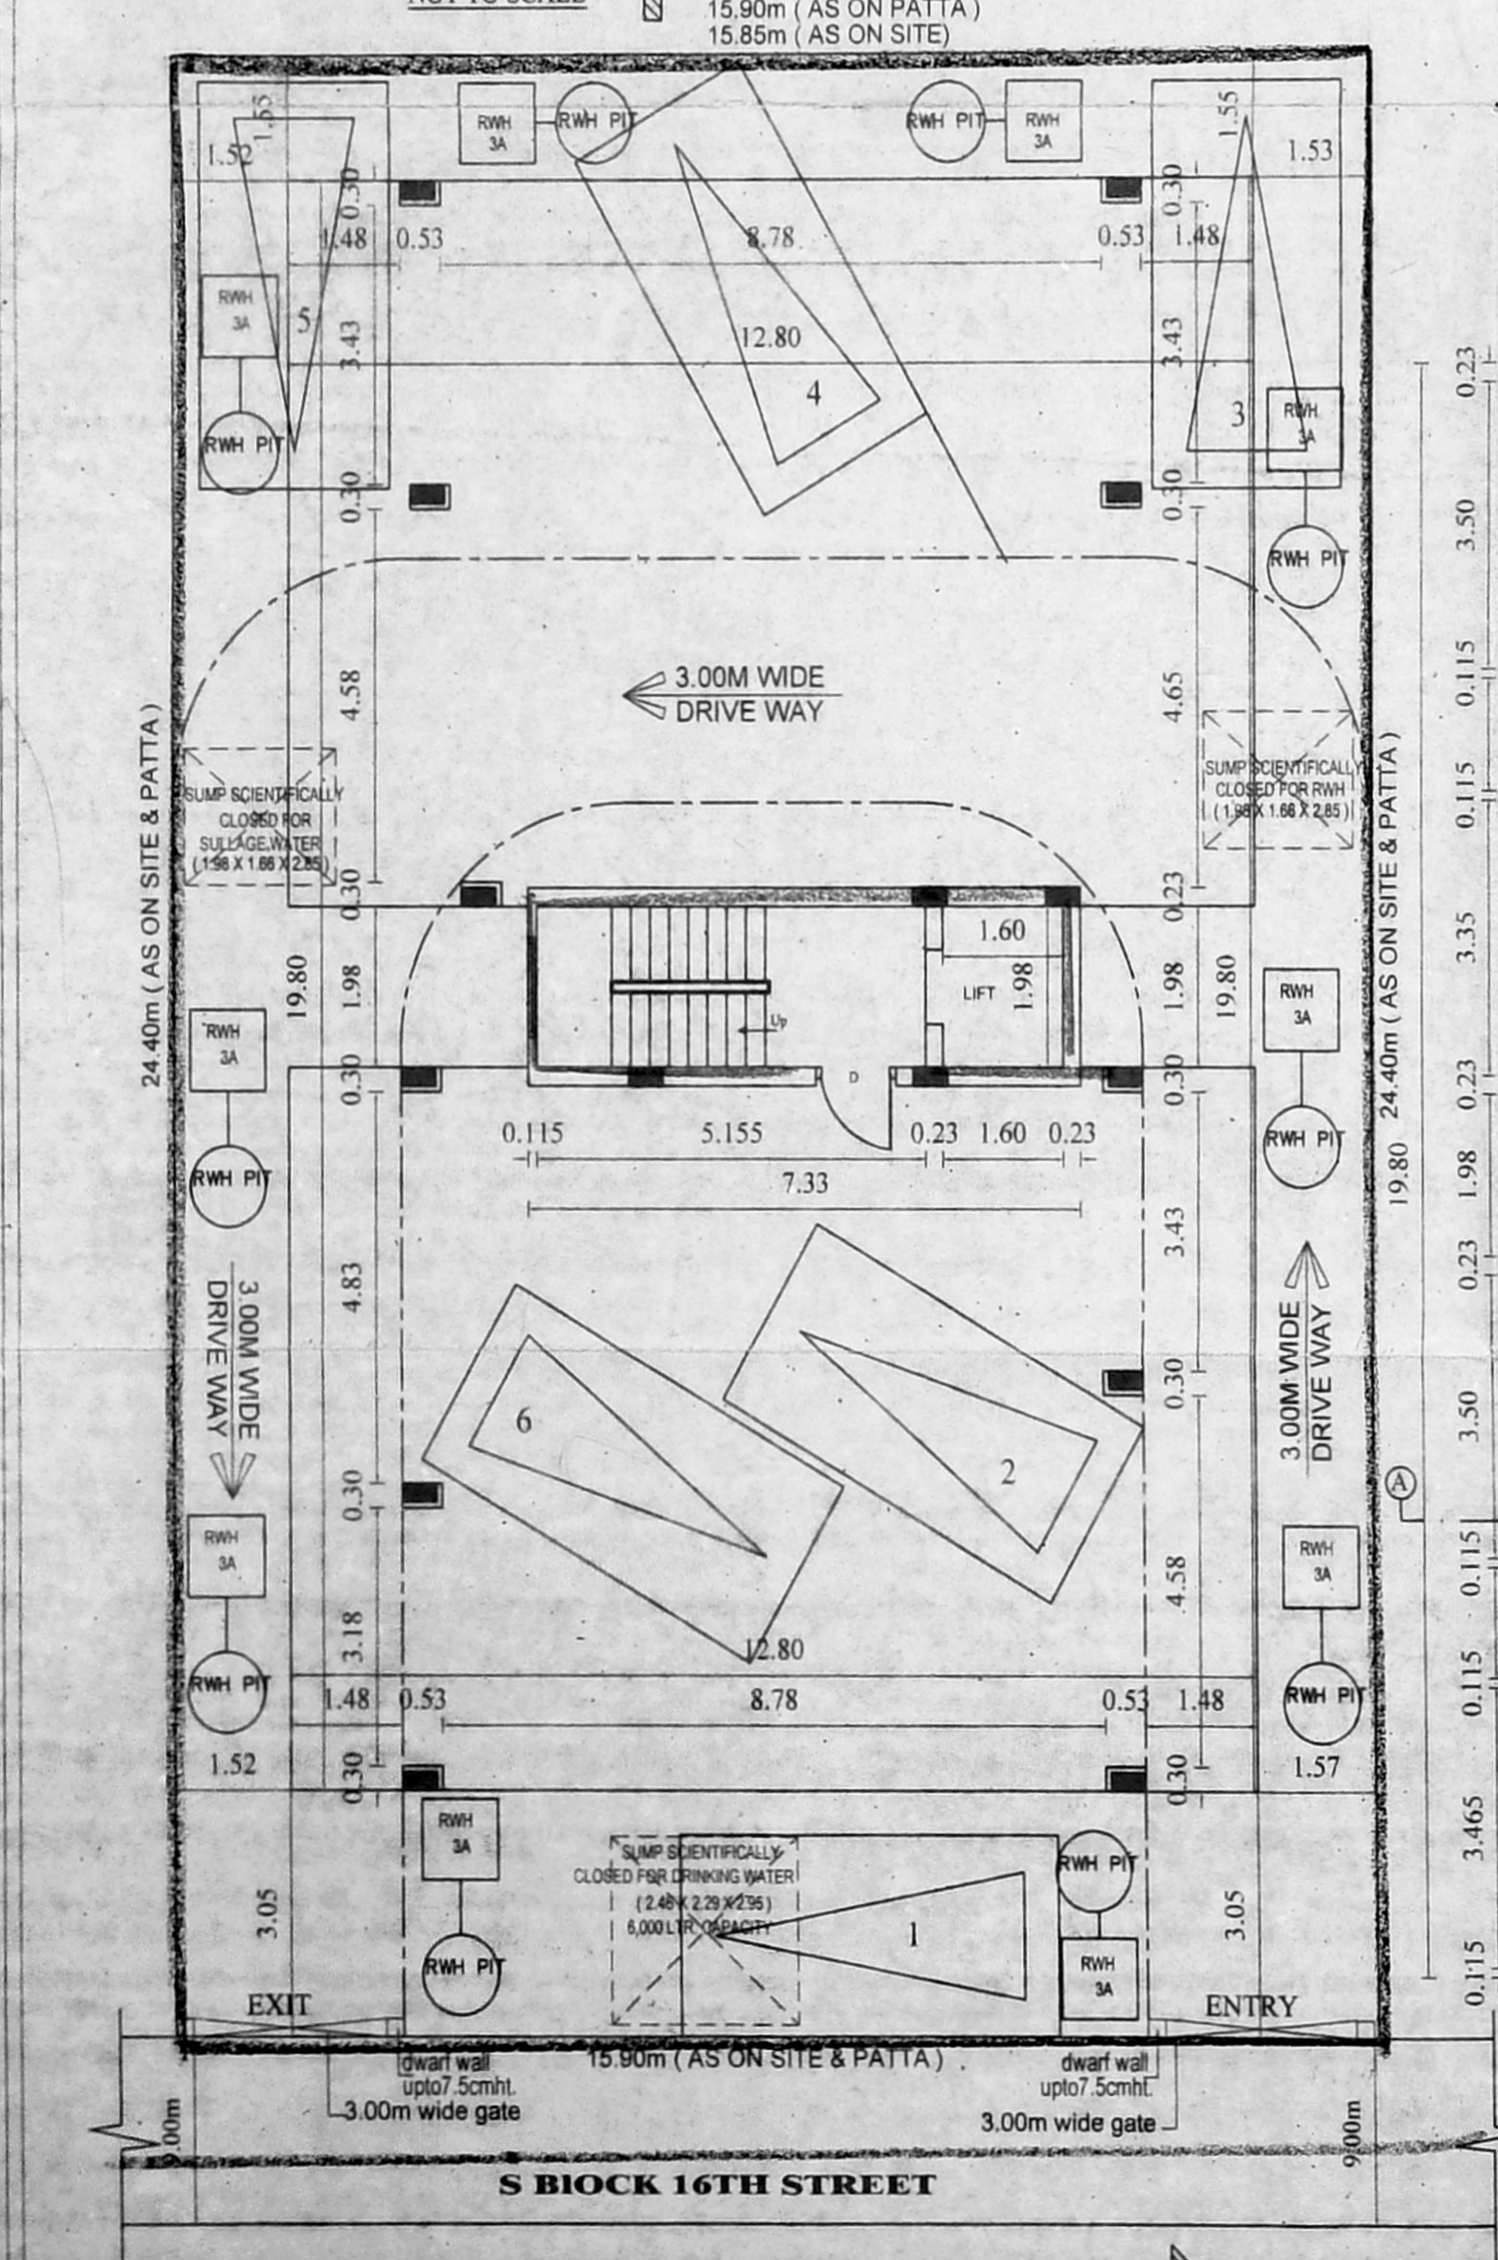 NOT TO SCALE
15.90m ( AS ON PATTA )
15.85m ( AS ON SITE)
1.55
1.52
RWH
3A
RWH PIT
RWH PIT
RWH
3A
1.55
1.53
0.30
0.30
1.48
0.53
8.78
0.53
1.48
RWH
3A
5
3.43
12.80
4
3.43
3
RWH
3A
0.23
RWH PIT
0.30
0.30
3.50
RWH PIT
3.00M WIDE
DRIVE WAY
4.58
4.65
0.115
24.40m ( AS ON SITE & PATTA )
SUMP SCIENTIFICALLY
CLOSED FOR
SULLAGE WATER
( 1.98 X 1.66 X 2.85 )
SUMP SCIENTIFICALLY
CLOSED FOR RWH
( 1.98 X 1.66 X 2.85 )
24.40m ( AS ON SITE & PATTA )
0.115
0.30
0.23
1.60
3.35
19.80
1.98
LIFT
1.98
1.98
19.80
Up
RWH
3A
RWH
3A
0.30
D
0.30
0.23
0.115
5.155
0.23
1.60
0.23
RWH PIT
RWH PIT
19.80
1.98
7.33
3.43
0.23
3.00M WIDE
DRIVE WAY
4.83
3.00M WIDE
DRIVE WAY
6
2
0.30
3.50
0.30
A
RWH
3A
RWH
3A
0.115
4.58
3.18
12.80
RWH PIT
RWH PIT
0.115
1.48
0.53
8.78
0.53
1.48
1.52
0.30
0.30
1.57
RWH
3A
SUMP SCIENTIFICALLY
CLOSED FOR DRINKING WATER
( 2.46 X 2.29 X 2.95 )
6,000 LTR. CAPACITY
RWH PIT
3.465
3.05
1
3.05
RWH PIT
RWH
3A
0.115
EXIT
ENTRY
dwarf wall
upto7.5cmht.
15.90m ( AS ON SITE & PATTA ) .
dwarf wall
upto7.5cmht.
3.00m wide gate
3.00m wide gate
9.00m
9.00m
S BlOCK 16TH STREET